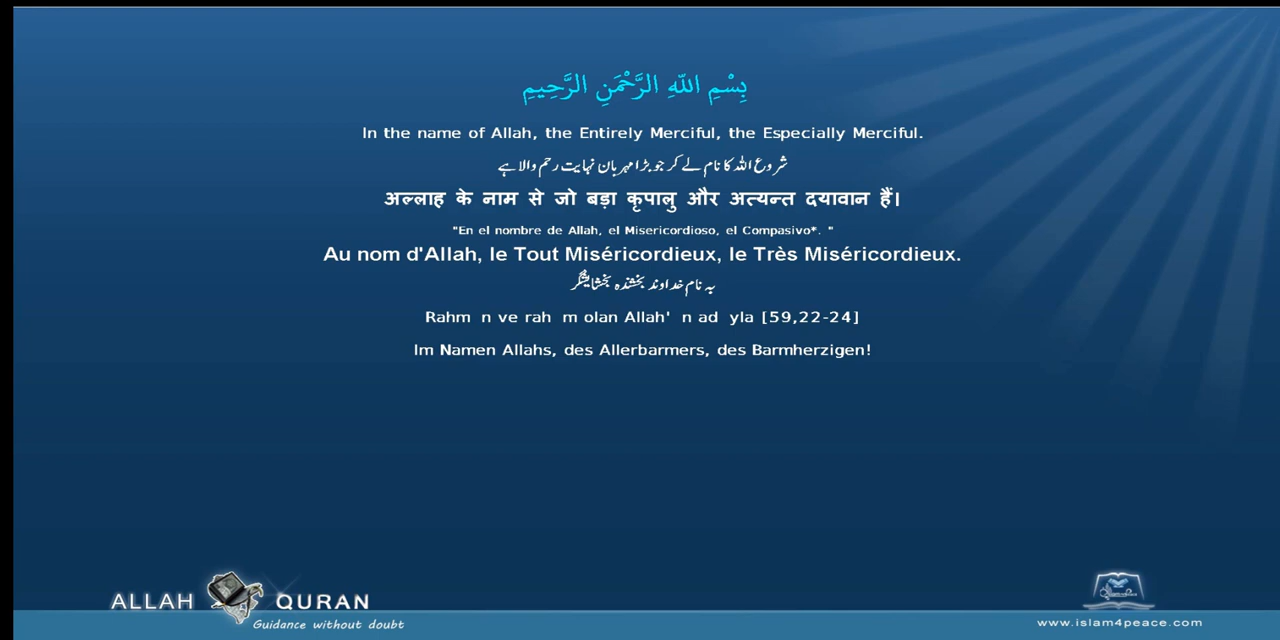 بِسْمِ اللّهِ الرَّحْمَنِ الرَّحِيمِ
In the name of Allah, the Entirely Merciful, the Especially Merciful.
شروع اللہ کا نام لے کر جو بڑا مہربان نہایت رحم والا ہے
अल्लाह के नाम से जो बड़ा कृपालु और अत्यन्त दयावान हैं।
"En el nombre de Allah, el Misericordioso, el Compasivo*. "
Au nom d'Allah, le Tout Miséricordieux, le Très Miséricordieux.
به نام خداوند بخشنده بخشایشگر
Rahm n ve rah m olan Allah' n ad yla [59,22-24]
Im Namen Allahs, des Allerbarmers, des Barmherzigen!
ALLAH QURAN
Guidance without doubt
www.islam4peace.com